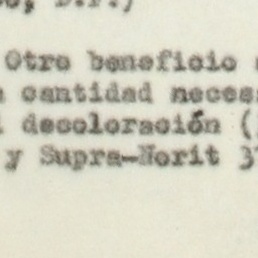 D.F.)
Otro beneficio
cantidad neces
decoloración (
y Supra-Norit 3